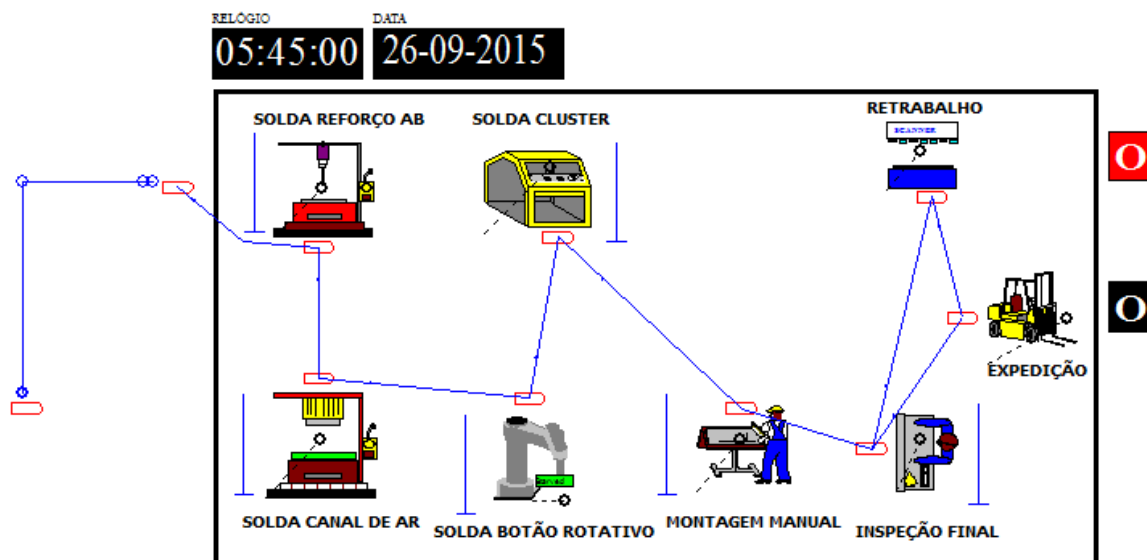 RELÓGIO DATA
05:45:00 26-09-2015
RETRABALHO
SOLDA REFORÇO AB SOLDA CLUSTER
SCANNER
O
O
EXPEDIÇÃO
SOLDA CANAL DE AR SOLDA BOTÃO ROTATIVO MONTAGEM MANUAL INSPEÇÃO FINAL